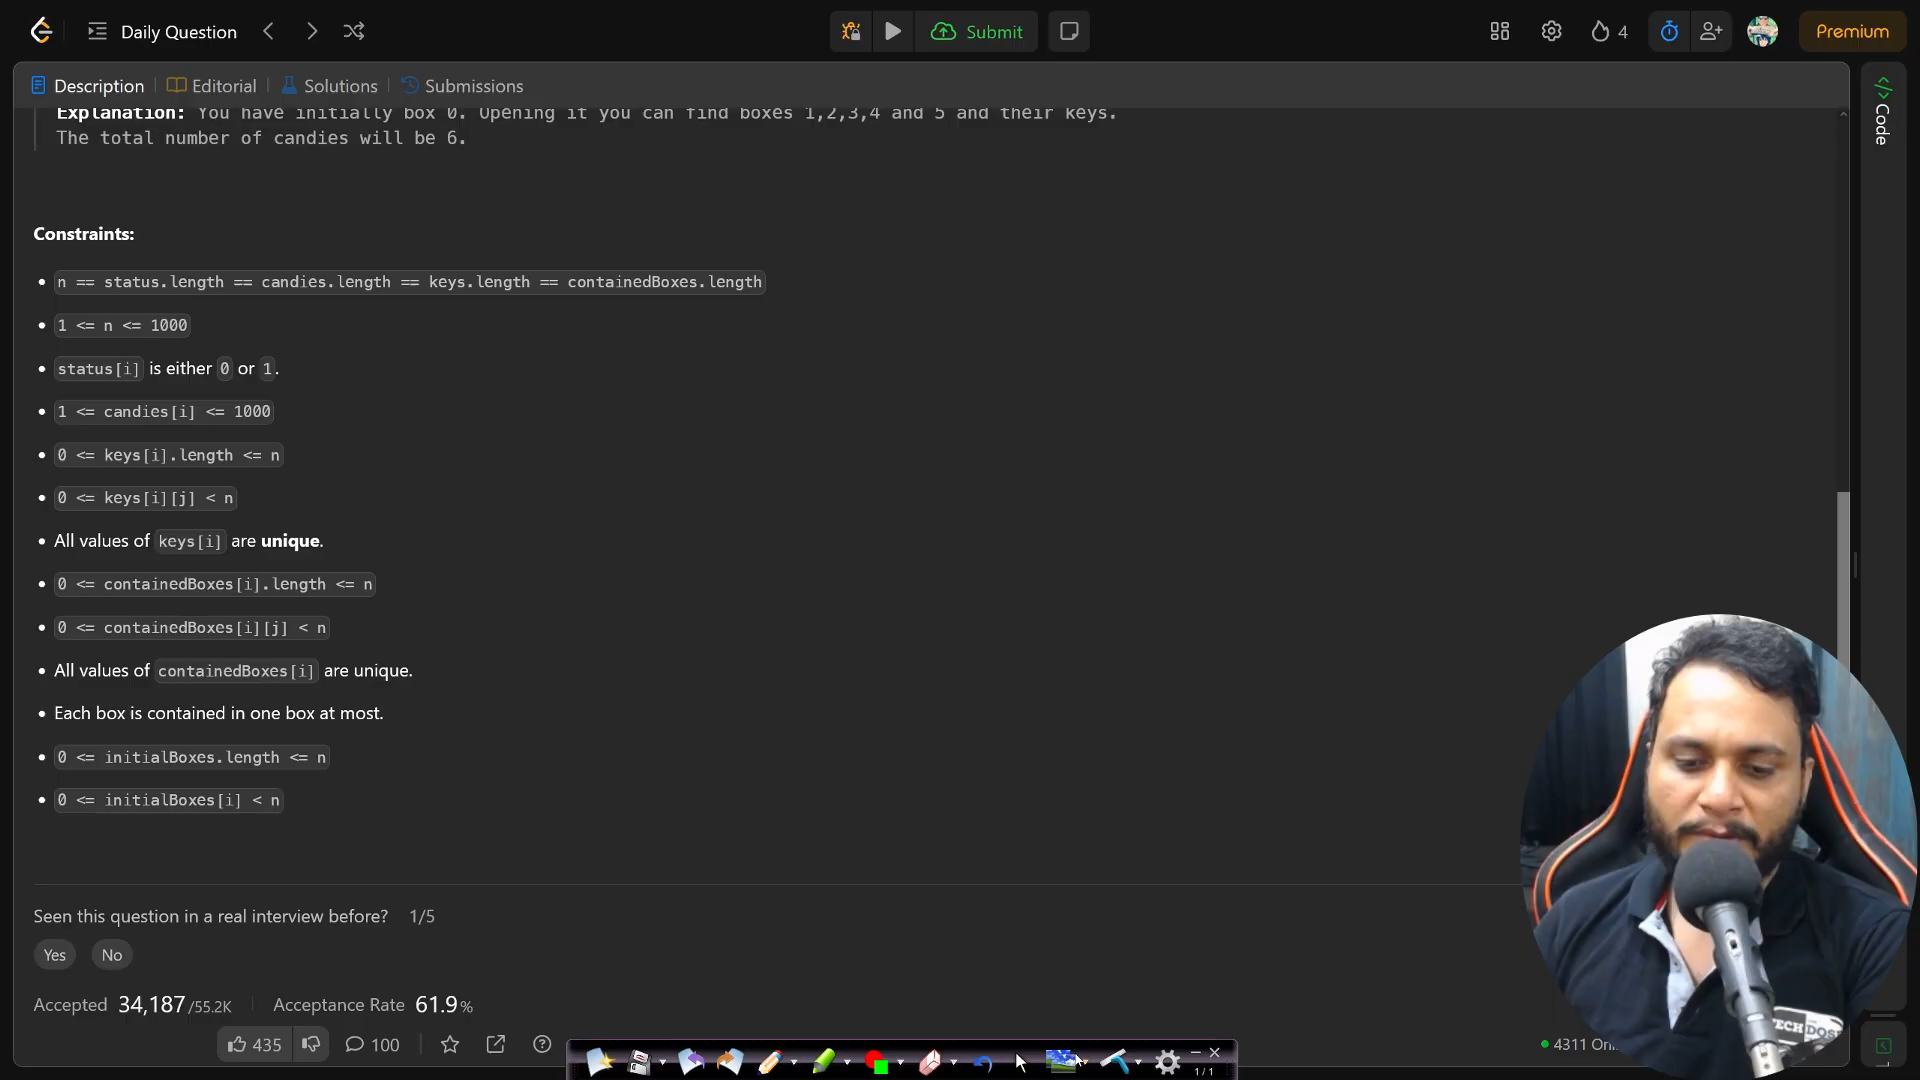 Daily Question
Submit
4
Premium
Description
Editorial
Solutions
Submissions
Code
Explanation: You have initially box 0. Opening it you can find boxes 1,2,3,4 and 5 and their keys.
The total number of candies will be 6.
Constraints:
• n == status.length == candies.length == keys.length == containedBoxes.length
• 1 <= n <= 1000
• status[i] is either 0 or 1.
• 1 <= candies[i] <= 1000
• 0 <= keys[i].length <= n
• 0 <= keys[i][j] < n
• All values of keys[i] are unique.
• 0 <= containedBoxes[i].length <= n
• 0 <= containedBoxes[i][j] < n
• All values of containedBoxes[i] are unique.
• Each box is contained in one box at most.
• 0 <= initialBoxes.length <= n
• 0 <= initialBoxes[i] < n
Seen this question in a real interview before? 1/5
Yes No
Accepted 34,187/55.2K Acceptance Rate 61.9%
435 100
4311
1/1